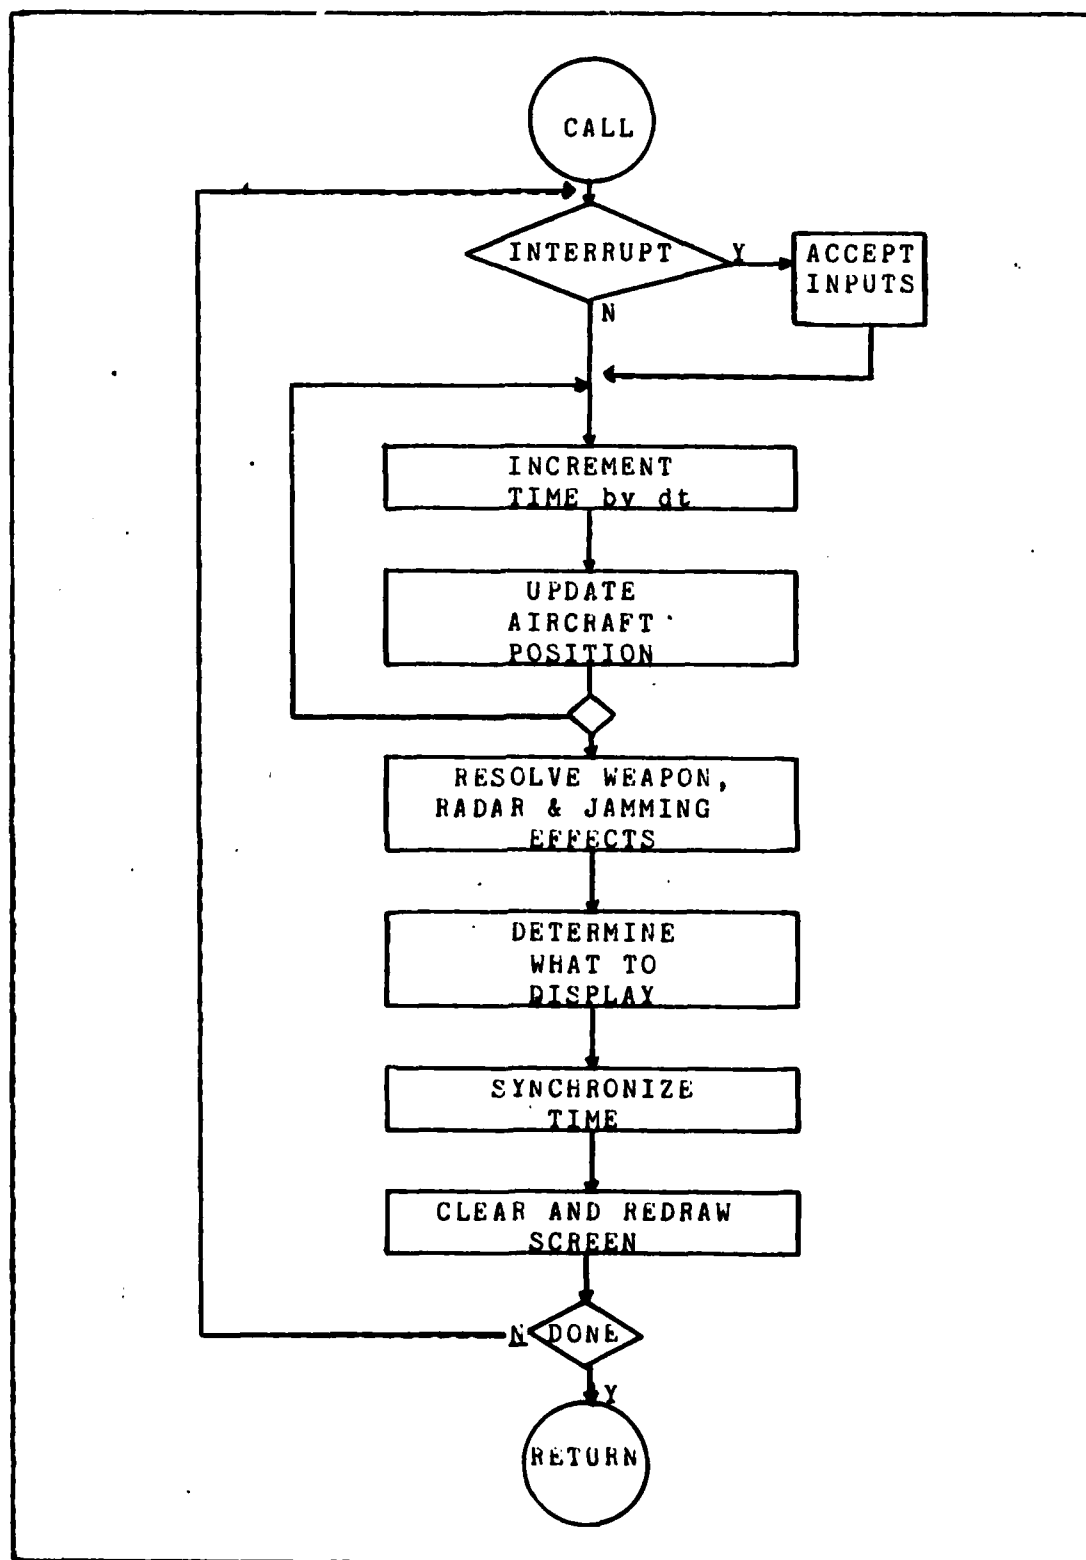 CALL
INTERRUPT
Y
ACCEPT
INPUTS
N
INCREMENT
TIME by dt
UPDATE
AIRCRAFT
POSITION
RESOLVE WEAPON,
RADAR & JAMMING
EFFECTS
DETERMINE
WHAT TO
DISPLAY
SYNCHRONIZE
TIME
CLEAR AND REDRAW
SCREEN
N
DONE
Y
RETURN